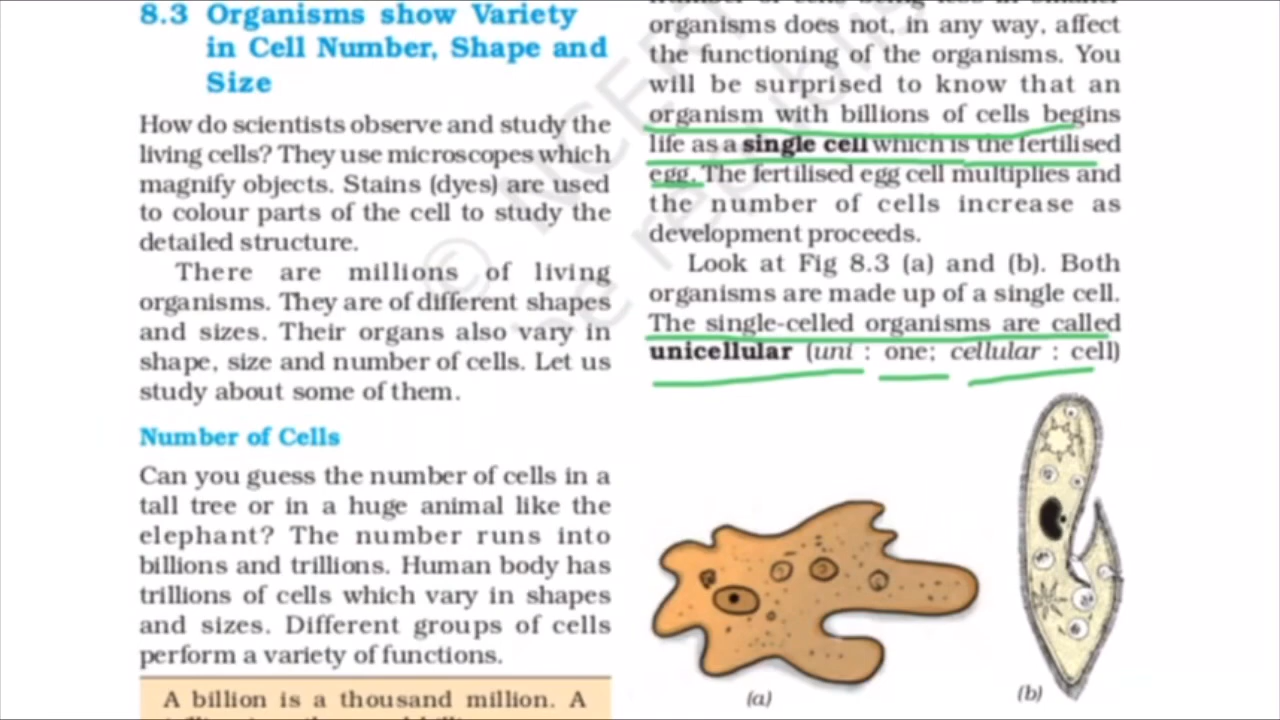 8.3 Organisms show Variety
in Cell Number, Shape and
Size
How do scientists observe and study the
living cells? They use microscopes which
magnify objects. Stains (dyes) are used
to colour parts of the cell to study the
detailed structure.
There are millions of living
organisms. They are of different shapes
and sizes. Their organs also vary in
shape, size and number of cells. Let us
study about some of them.
Number of Cells
Can you guess the number of cells in a
tall tree or in a huge animal like the
elephant? The number runs into
billions and trillions. Human body has
trillions of cells which vary in shapes
and sizes. Different groups of cells
perform a variety of functions.
A billion is a thousand million. A
organisms does not, in any way, affect
the functioning of the organisms. You
will be surprised to know that an
organism with billions of cells begins
life as a single cell which is the fertilised
egg. The fertilised egg cell multiplies and
the number of cells increase as
development proceeds.
Look at Fig 8.3 (a) and (b). Both
organisms are made up of a single cell.
The single-celled organisms are called
unicellular (uni : one; cellular : cell)
(a)
(b)
© NCERT